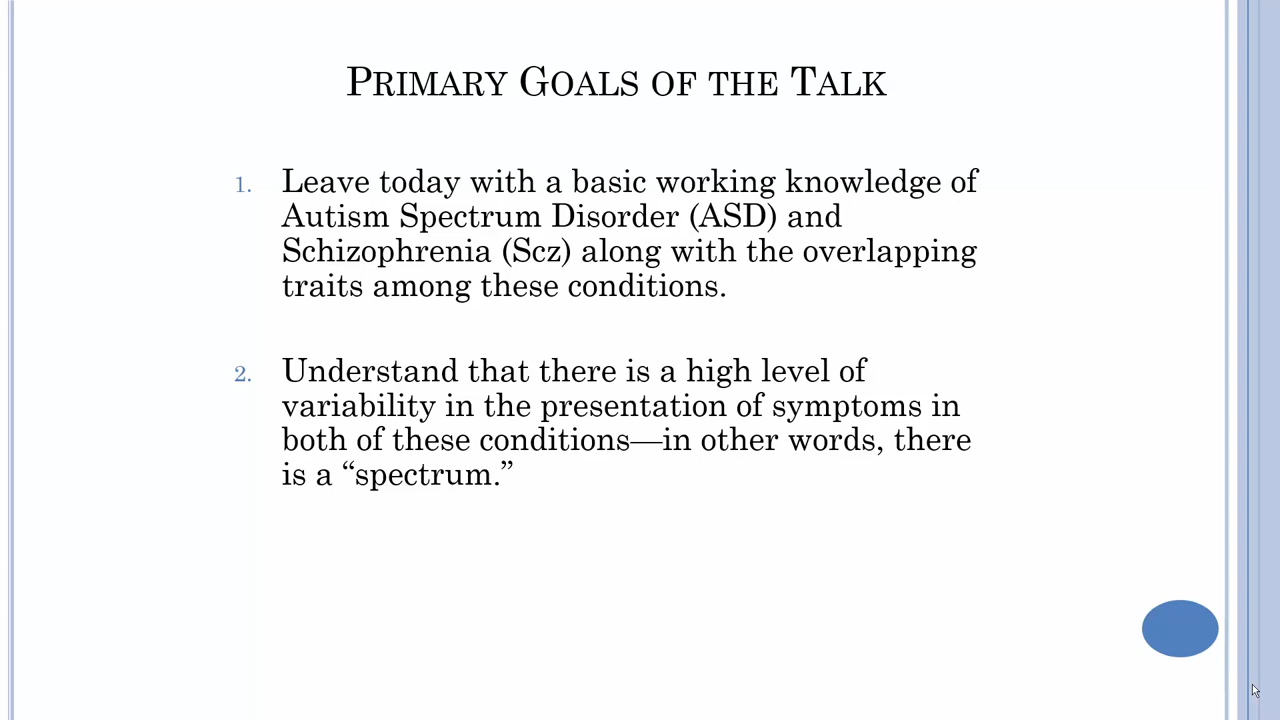 PRIMARY GOALS OF THE TALK
1. Leave today with a basic working knowledge of
Autism Spectrum Disorder (ASD) and
Schizophrenia (Scz) along with the overlapping
traits among these conditions.
2. Understand that there is a high level of
variability in the presentation of symptoms in
both of these conditions—in other words, there
is a “spectrum.”